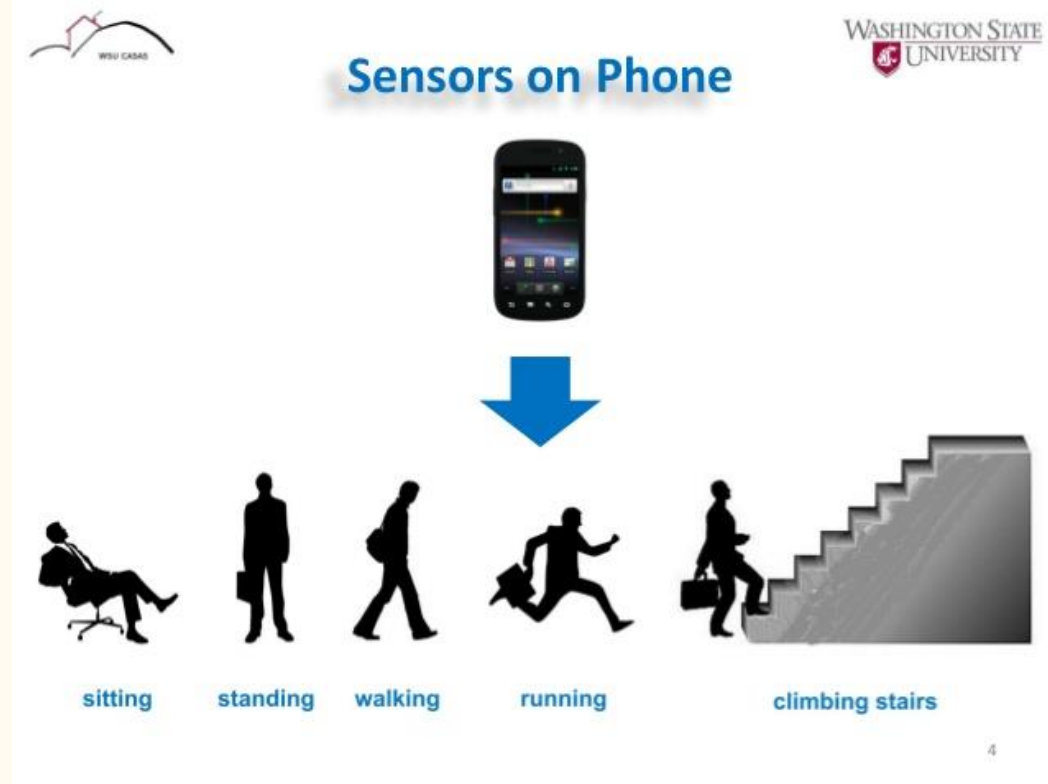 WSU CASAS
WASHINGTON STATE
UNIVERSITY
Sensors on Phone
sitting
standing
walking
running
climbing stairs
4